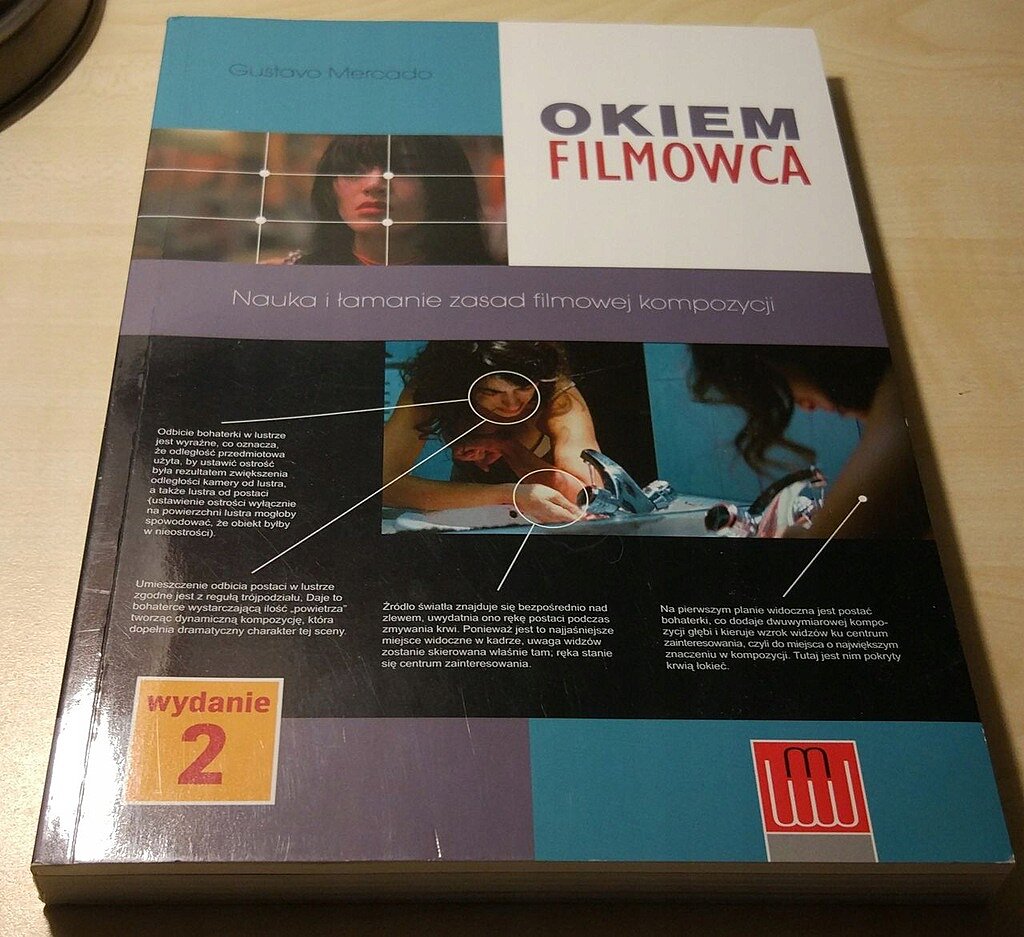 Gustavo Mercado
OKIEM
FILMOWCA
Nauka i łamanie zasad filmowej kompozycji
Odbicie bohaterki w lustrze
jest wyraźne, co oznacza,
że odległość przedmiotowa
użyta, by ustawić ostrość
była rezultatem zwiększenia
odległości kamery od lustra,
a także lustra od postaci
(ustawienie ostrości wyłącznie
na powierzchni lustra mogłoby
spowodować, że obiekt byłby
w nieostrości).
Umieszczenie odbicia postaci w lustrze
zgodne jest z regułą trójpodziału. Daje to
bohaterce wystarczającą ilość „powietrza”
tworząc dynamiczną kompozycję, która
dopełnia dramatyczny charakter tej sceny.
Źródło światła znajduje się bezpośrednio nad
zlewem, uwydatnia ono rękę postaci podczas
zmywania krwi. Ponieważ jest to najjaśniejsze
miejsce widoczne w kadrze, uwaga widzów
zostanie skierowana właśnie tam; ręka stanie
się centrum zainteresowania.
Na pierwszym planie widoczna jest postać
bohaterki, co dodaje dwuwymiarowej kompo-
zycji głębi i kieruje wzrok widzów ku centrum
zainteresowania, czyli do miejsca o największym
znaczeniu w kompozycji. Tutaj jest nim pokryty
krwią łokieć.
wydanie
2